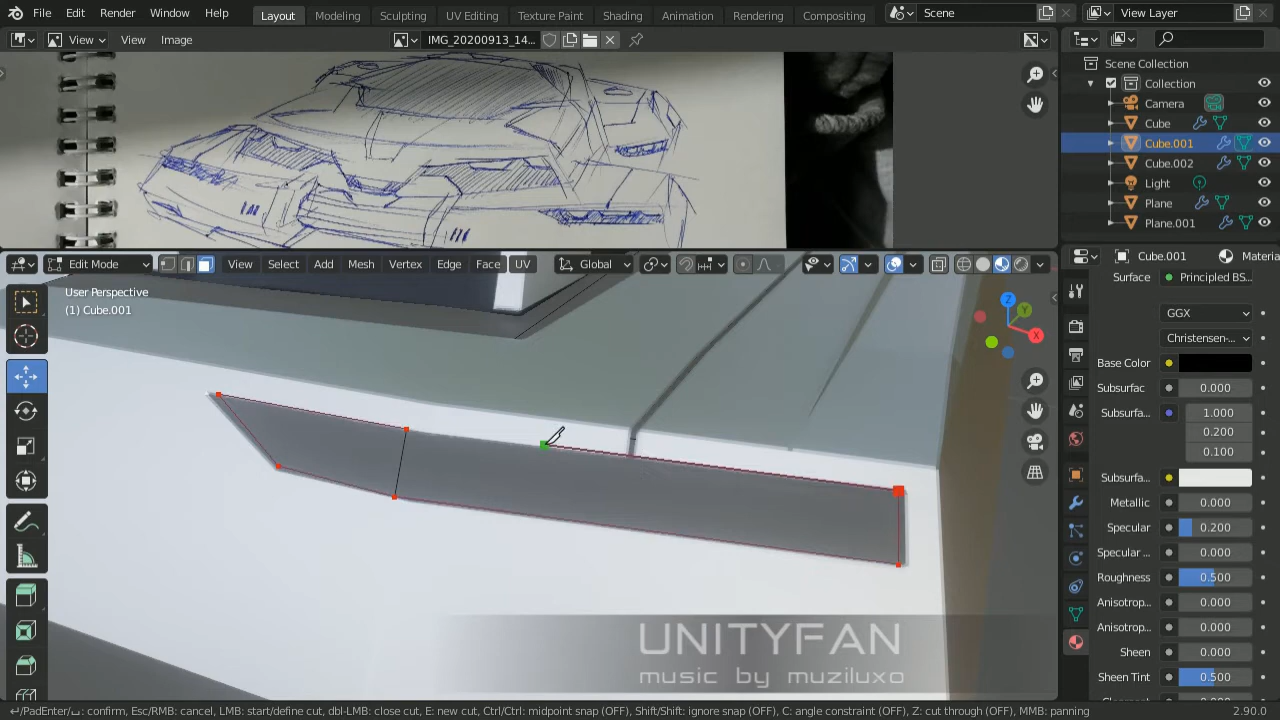 File Edit Render Window Help Layout Modeling Sculpting UV Editing Texture Paint Shading Animation Rendering Compositing Scene View Layer
View View Image IMG_20200913_14...
Scene Collection
Collection
Camera
Cube
Cube.001
Cube.002
Light
Plane
Plane.001
Edit Mode View Select Add Mesh Vertex Edge Face UV Global
Cube.001 Materia
User Perspective
(1) Cube.001
Z
Y
X
Surface Principled BS...
GGX
Christensen-...
Base Color
Subsurfac 0.000
Subsurfa... 1.000
0.200
0.100
Subsurfa...
Metallic 0.000
Specular 0.200
Specular ... 0.000
Roughness 0.500
Anisotrop... 0.000
Anisotrop... 0.000
Sheen 0.000
Sheen Tint 0.500
UNITYFAN
music by muziluxo
↵/PadEnter/␣: confirm, Esc/RMB: cancel, LMB: start/define cut, dbl-LMB: close cut, E: new cut, Ctrl/Ctrl: midpoint snap (OFF), Shift/Shift: ignore snap (OFF), C: angle constraint (OFF), Z: cut through (OFF), MMB: panning
2.90.0